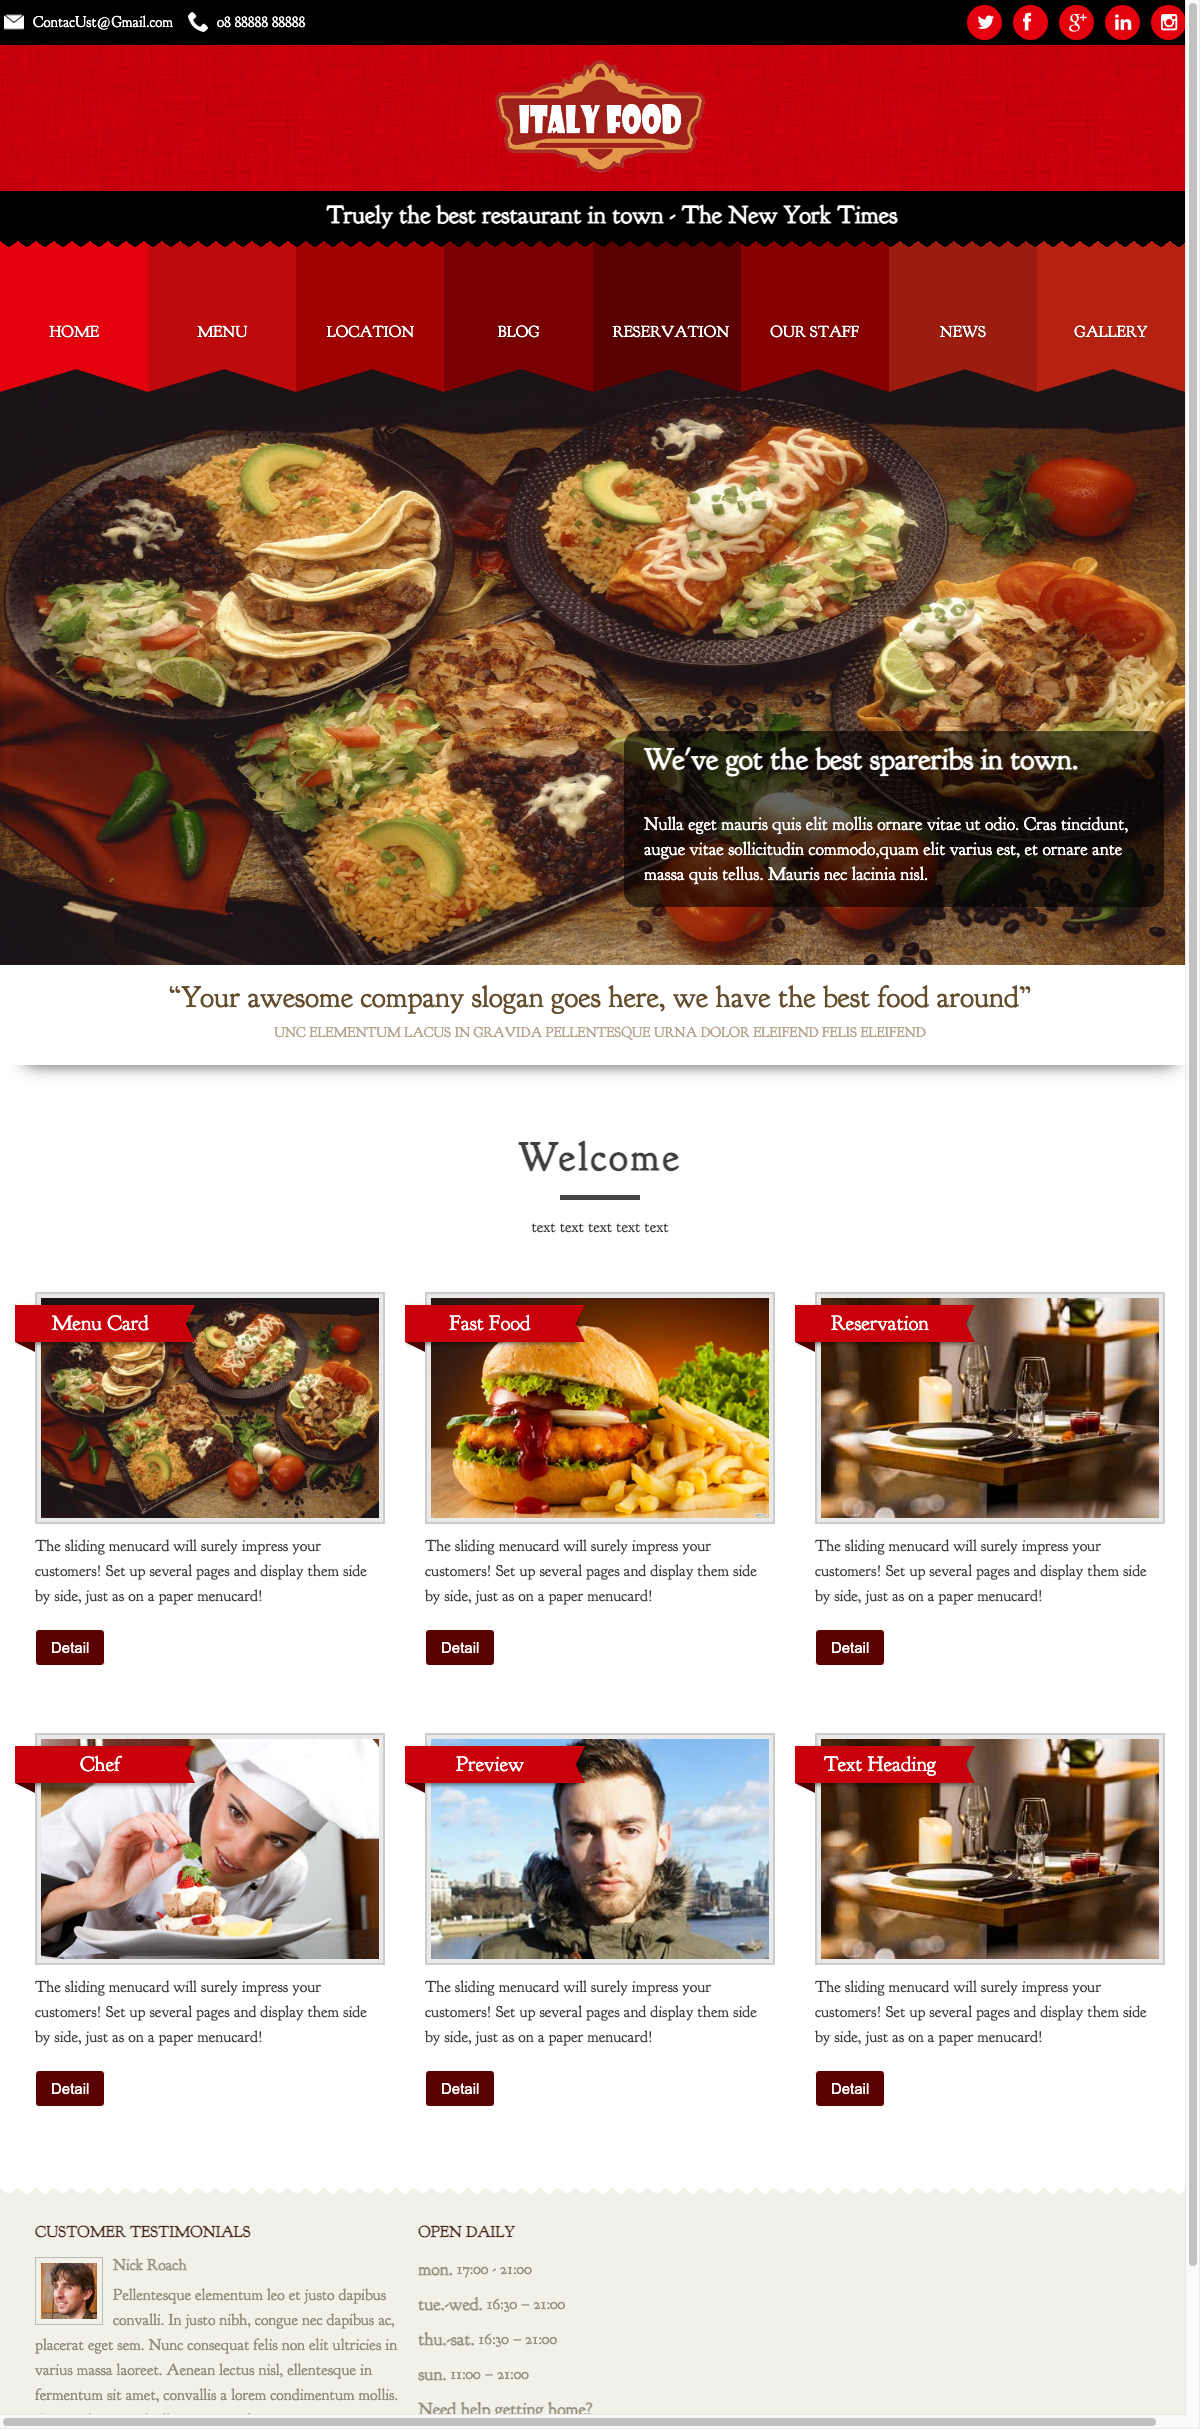 ContacUst@Gmail.com 08 88888 88888
ITALY FOOD
Truely the best restaurant in town - The New York Times
HOME MENU LOCATION BLOG RESERVATION OUR STAFF NEWS GALLERY
We've got the best spareribs in town.
Nulla eget mauris quis elit mollis ornare vitae ut odio. Cras tincidunt,
augue vitae sollicitudin commodo,quam elit varius est, et ornare ante
massa quis tellus. Mauris nec lacinia nisl.
“Your awesome company slogan goes here, we have the best food around”
UNC ELEMENTUM LACUS IN GRAVIDA PELLENTESQUE URNA DOLOR ELEIFEND FELIS ELEIFEND
Welcome
text text text text text
Menu Card
The sliding menucard will surely impress your
customers! Set up several pages and display them side
by side, just as on a paper menucard!
Detail
Fast Food
The sliding menucard will surely impress your
customers! Set up several pages and display them side
by side, just as on a paper menucard!
Detail
Reservation
The sliding menucard will surely impress your
customers! Set up several pages and display them side
by side, just as on a paper menucard!
Detail
Chef
The sliding menucard will surely impress your
customers! Set up several pages and display them side
by side, just as on a paper menucard!
Detail
Preview
The sliding menucard will surely impress your
customers! Set up several pages and display them side
by side, just as on a paper menucard!
Detail
Text Heading
The sliding menucard will surely impress your
customers! Set up several pages and display them side
by side, just as on a paper menucard!
Detail
CUSTOMER TESTIMONIALS
Nick Roach
Pellentesque elementum leo et justo dapibus
convalli. In justo nibh, congue nec dapibus ac,
placerat eget sem. Nunc consequat felis non elit ultricies in
varius massa laoreet. Aenean lectus nisl, ellentesque in
fermentum sit amet, convallis a lorem condimentum mollis.
OPEN DAILY
mon. 17:00 - 21:00
tue.-wed. 16:30 – 21:00
thu.-sat. 16:30 – 21:00
sun. 11:00 – 21:00
Need help getting home?